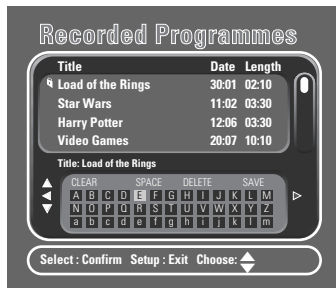 Recorded Programmes
Title Date Length
Load of the Rings 30:01 02:10
Star Wars 11:02 03:30
Harry Potter 12:06 03:30
Video Games 20:07 10:10
Title: Load of the Rings
CLEAR SPACE DELETE SAVE
A B C D E F G H I J K L M
N O P Q R S T U V W X Y Z
a b c d e f g h i j k l m
Select : Confirm Setup : Exit Choose: